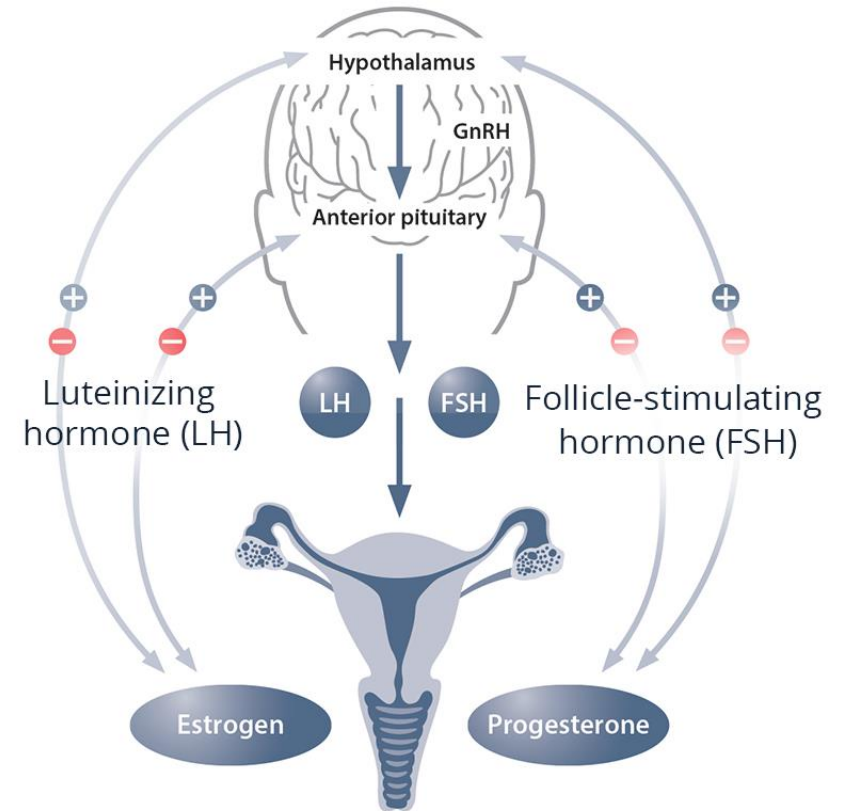 Hypothalamus
GnRH
Anterior pituitary
+
+
+
+
−
−
−
−
Luteinizing
hormone (LH)
LH
FSH
Follicle-stimulating
hormone (FSH)
Estrogen
Progesterone